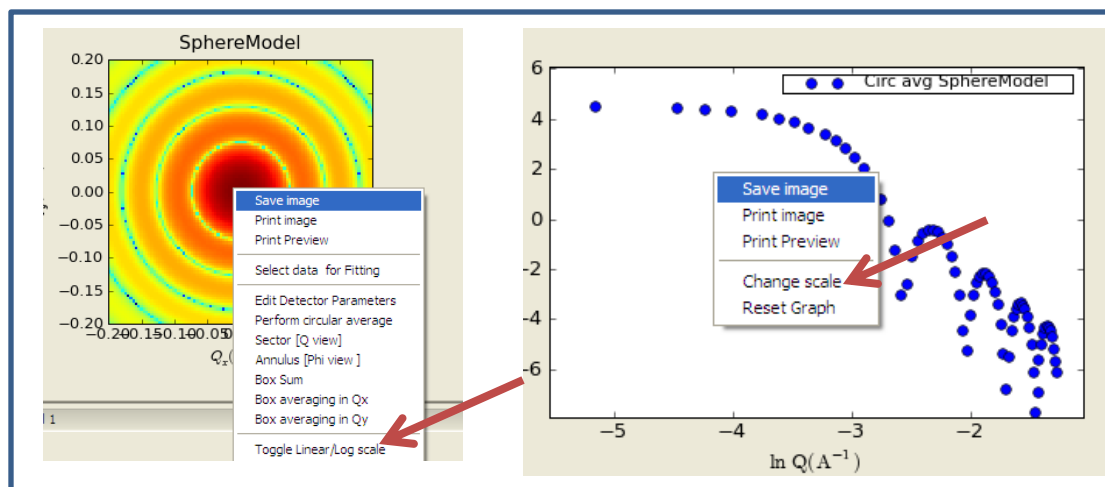 SphereModel
0.20
0.15
0.10
0.05
0.00
−0.05
−0.10
−0.15
−0.20
−0.20
−0.15
−0.10
−0.05
Save image
Print image
Print Preview
Select data for Fitting
Edit Detector Parameters
Perform circular average
Sector [Q view]
Annulus [Phi view ]
Box Sum
Box averaging in Qx
Box averaging in Qy
Toggle Linear/Log scale
1
6
4
2
0
−2
−4
−6
Circ avg SphereModel
Save image
Print image
Print Preview
Change scale
Reset Graph
−5
−4
−3
−2
−1
ln Q(A⁻¹)